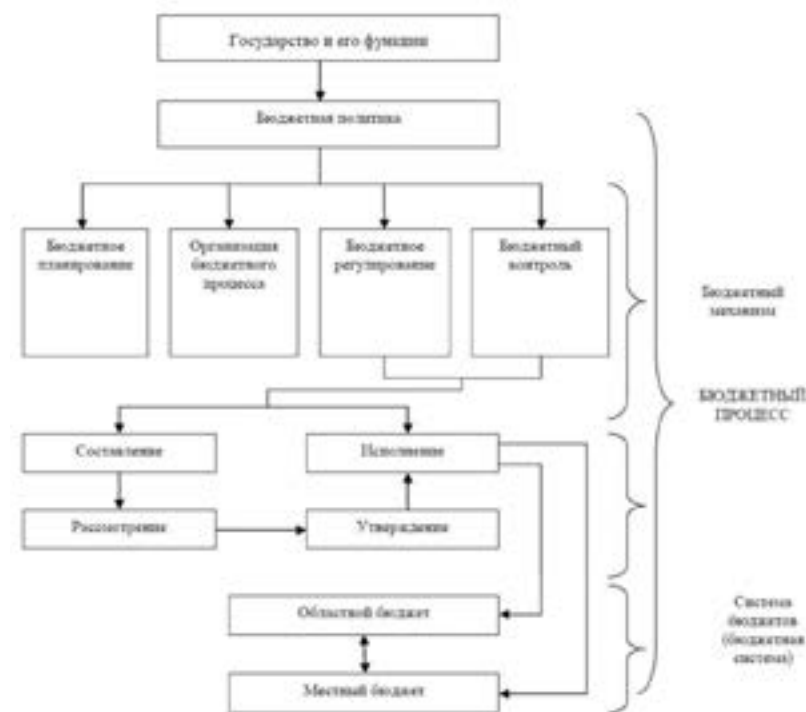 Государство и его функции
Бюджетная политика
Бюджетное
планирование
Организация
бюджетного
процесса
Бюджетное
регулирование
Бюджетный
контроль
Бюджетный
механизм
БЮДЖЕТНЫЙ
ПРОЦЕСС
Составление
Исполнение
Рассмотрение
Утверждение
Областной бюджет
Местный бюджет
Система
бюджетов
(бюджетная
система)